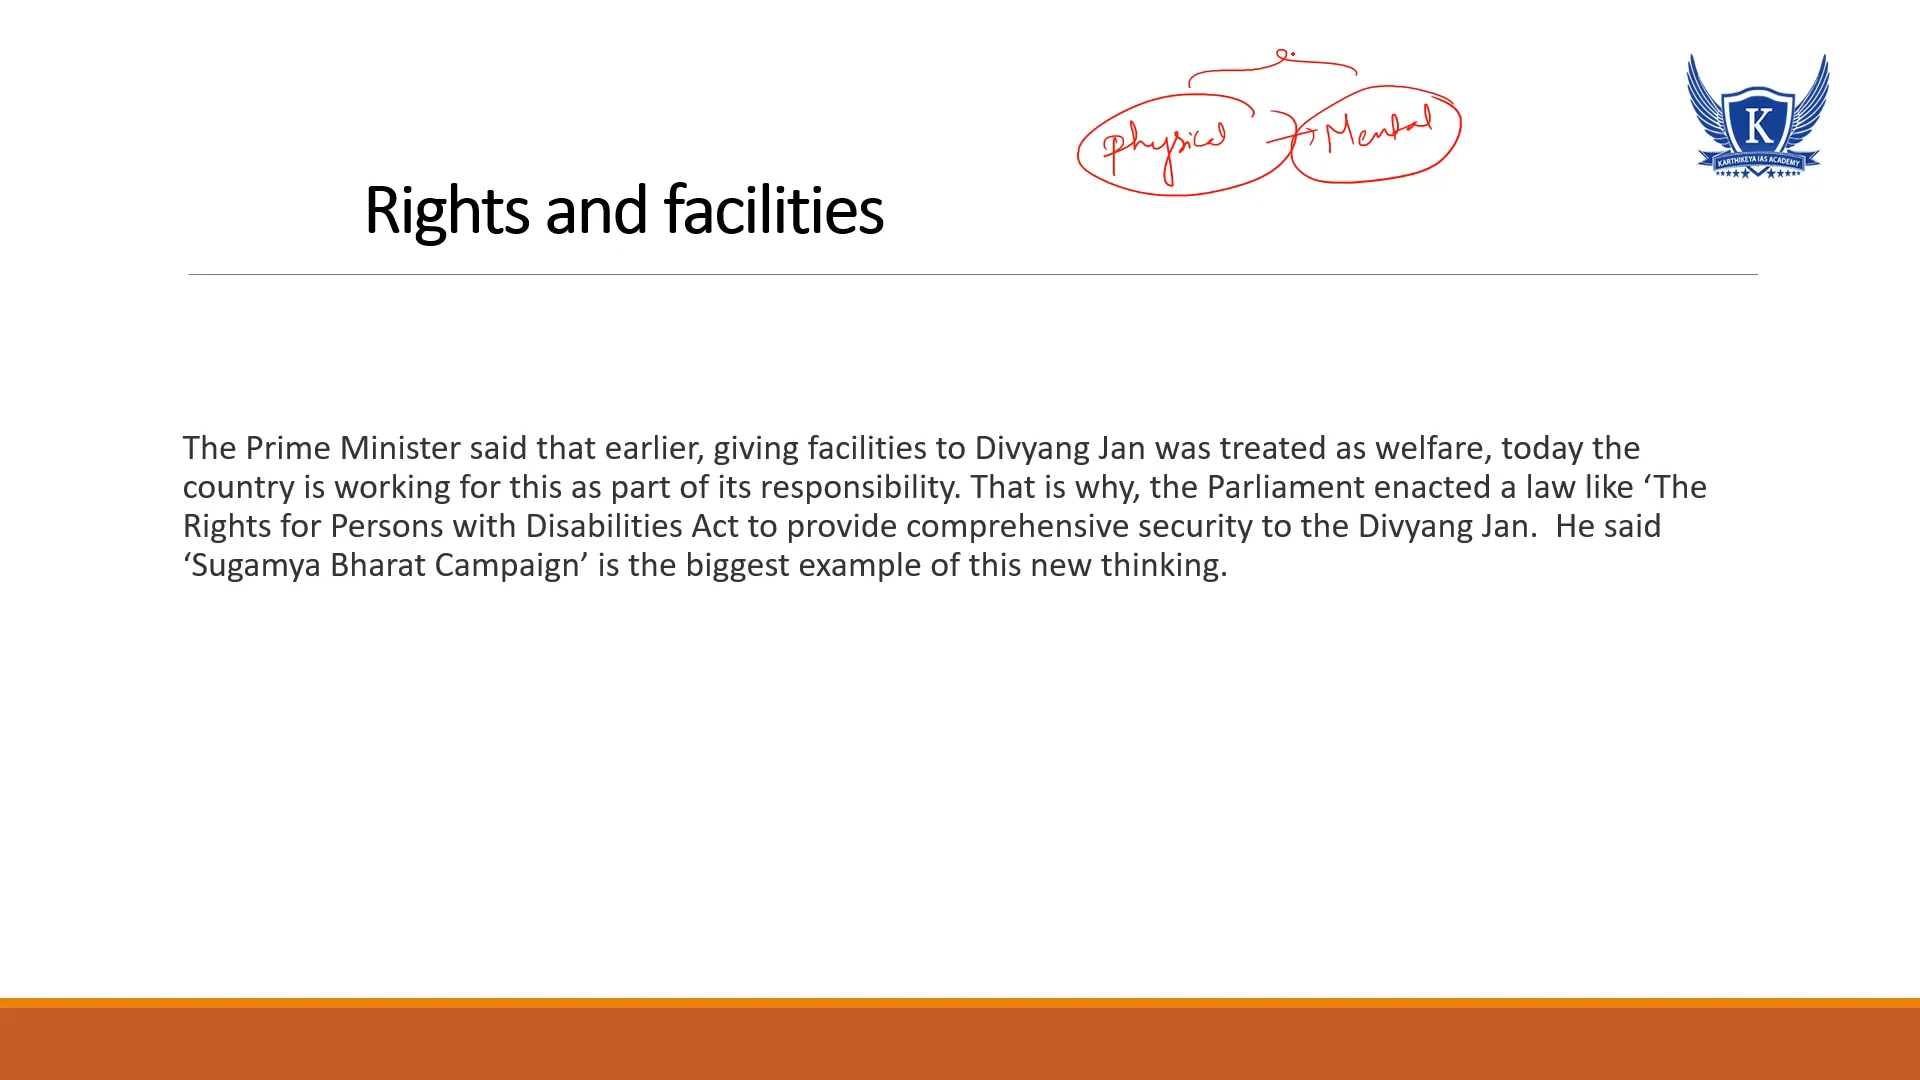 Physical → Mental
K
KARTHIKEYA IAS ACADEMY
Rights and facilities
The Prime Minister said that earlier, giving facilities to Divyang Jan was treated as welfare, today the
country is working for this as part of its responsibility. That is why, the Parliament enacted a law like ‘The
Rights for Persons with Disabilities Act to provide comprehensive security to the Divyang Jan.  He said
‘Sugamya Bharat Campaign’ is the biggest example of this new thinking.